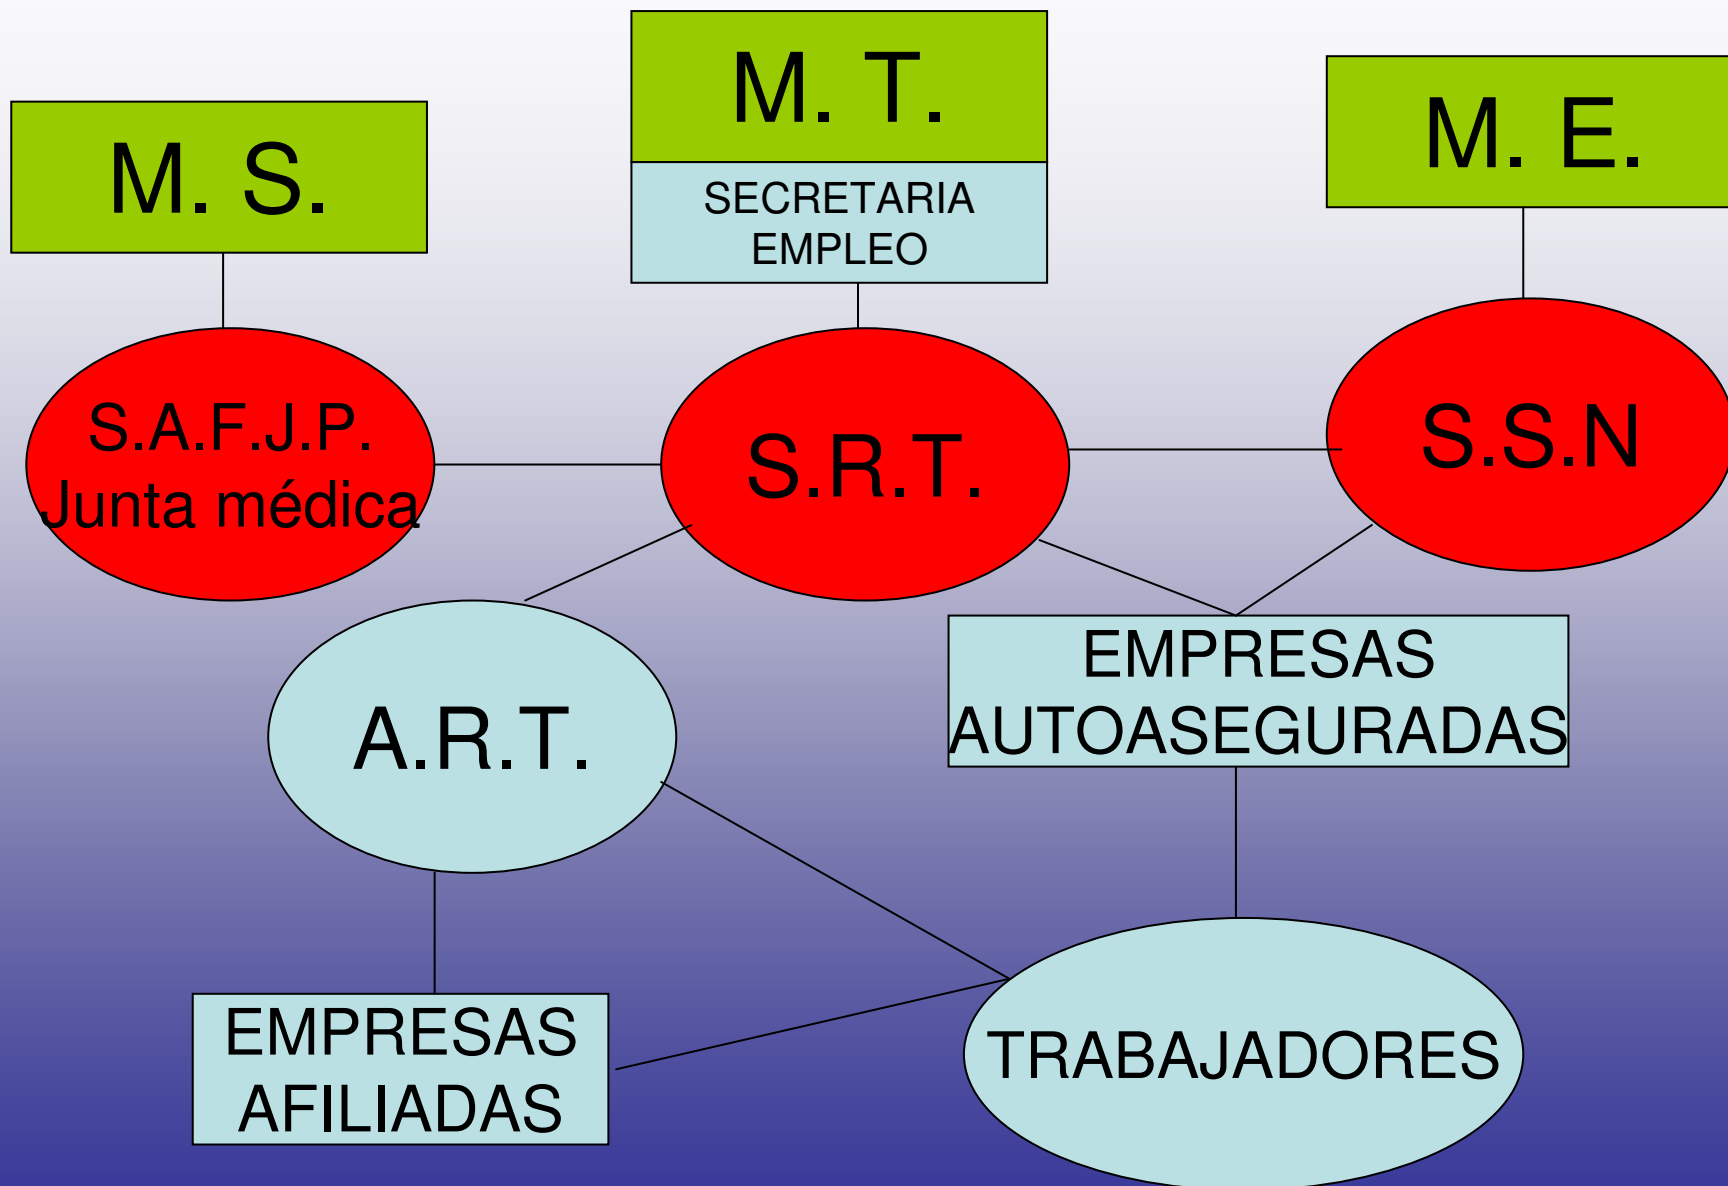 M. S.
M. T.
SECRETARIA
EMPLEO
M. E.
S.A.F.J.P.
Junta médica
S.R.T.
S.S.N
A.R.T.
EMPRESAS
AUTOASEGURADAS
EMPRESAS
AFILIADAS
TRABAJADORES